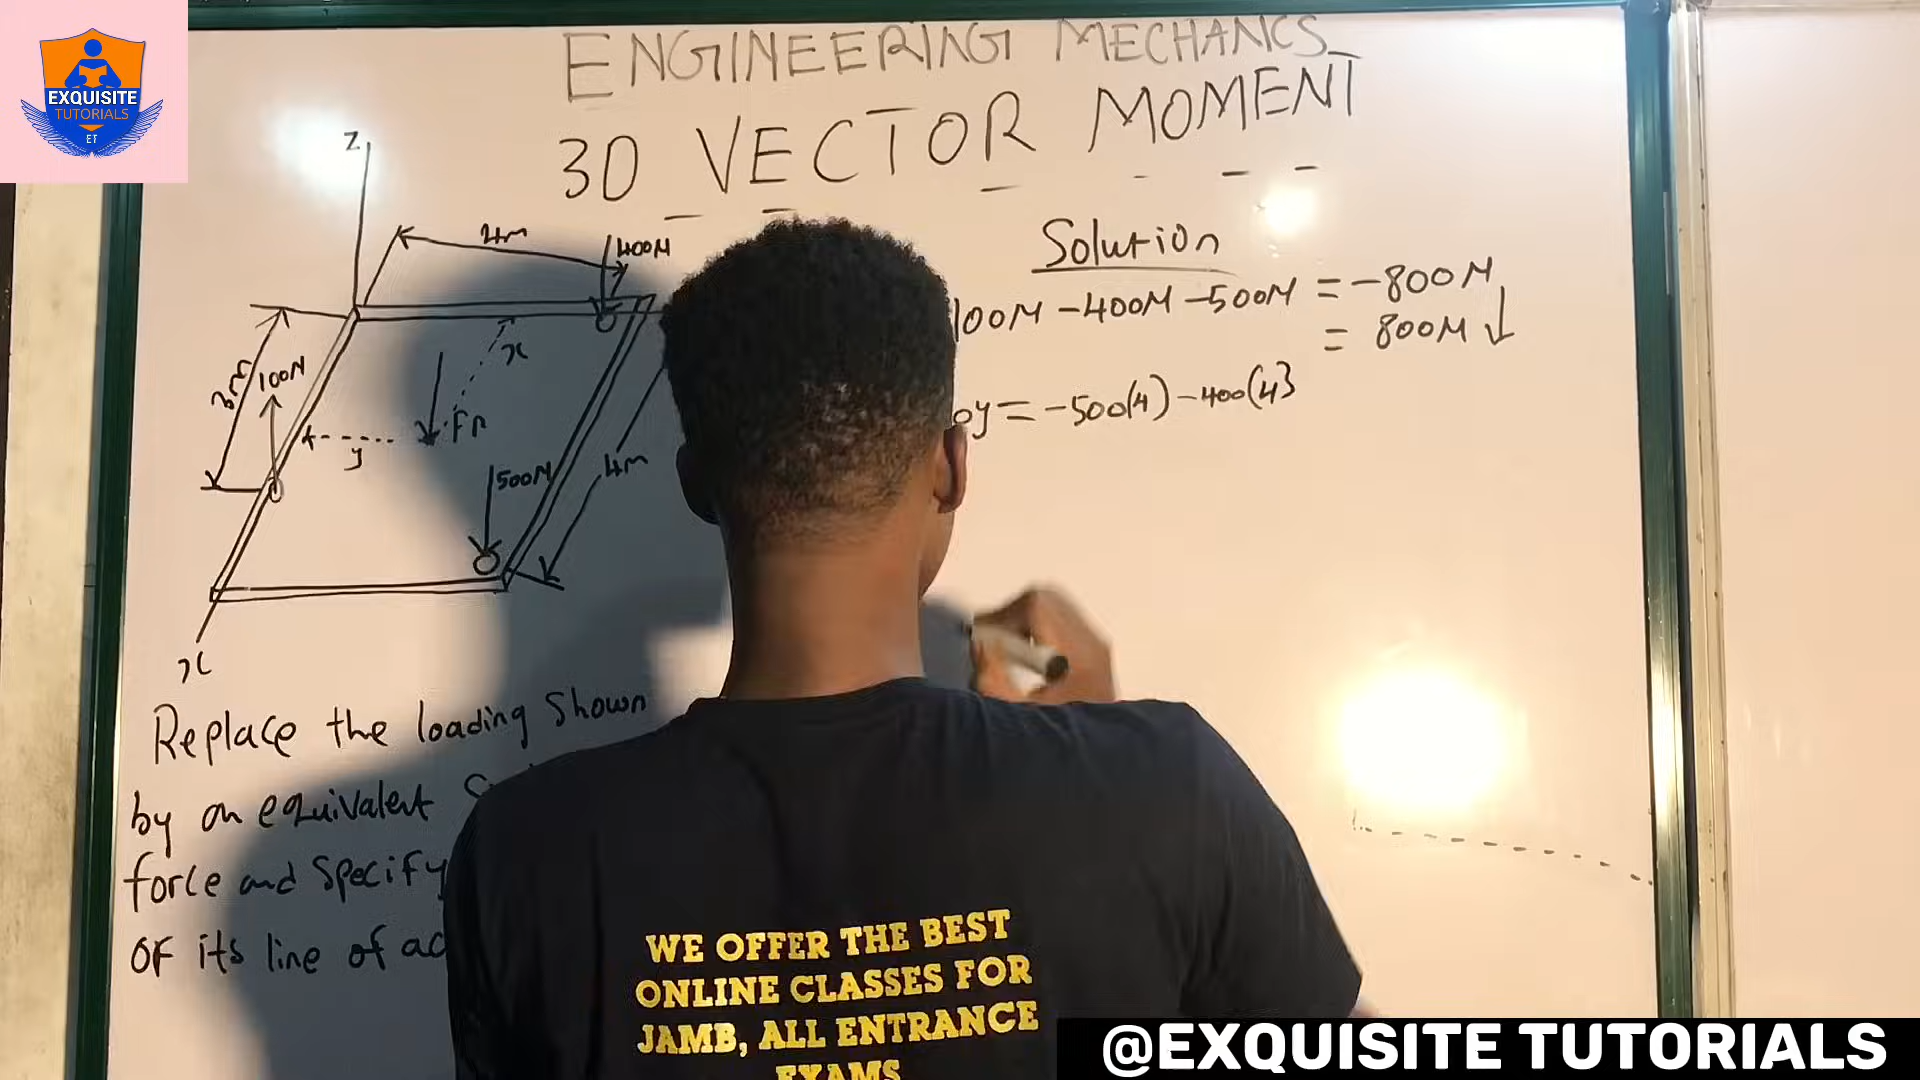 EXQUISITE
TUTORIALS
ET
ENGINEERING MECHANICS
3D VECTOR MOMENT
Z
4m
400N
3m
100N
x
FR
y
500N
4m
x
Solution
100N - 400N - 500N = -800N
= 800N ↓
oy = -500(4) - 400(4)
Replace the loading Shown
by an equivalent
force and Specify
OF its line of ac
WE OFFER THE BEST
ONLINE CLASSES FOR
JAMB, ALL ENTRANCE
EXAMS
@EXQUISITE TUTORIALS